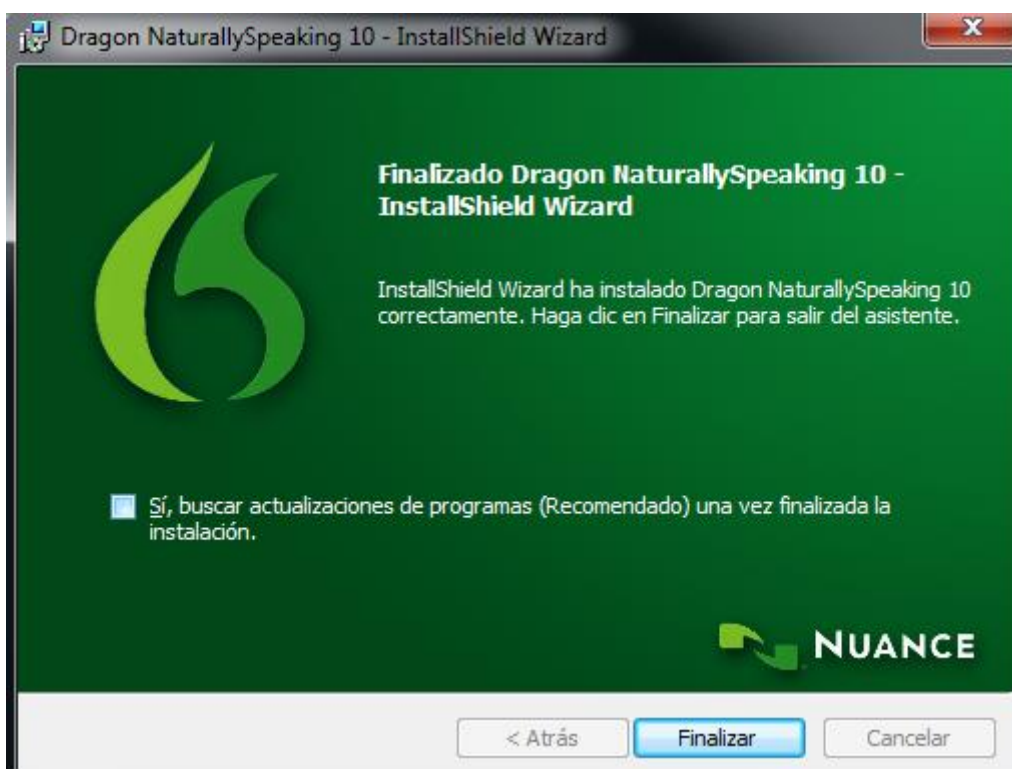 Dragon NaturallySpeaking 10 - InstallShield Wizard
Finalizado Dragon NaturallySpeaking 10 -
InstallShield Wizard
InstallShield Wizard ha instalado Dragon NaturallySpeaking 10
correctamente. Haga clic en Finalizar para salir del asistente.
Sí, buscar actualizaciones de programas (Recomendado) una vez finalizada la
instalación.
NUANCE
< Atrás
Finalizar
Cancelar